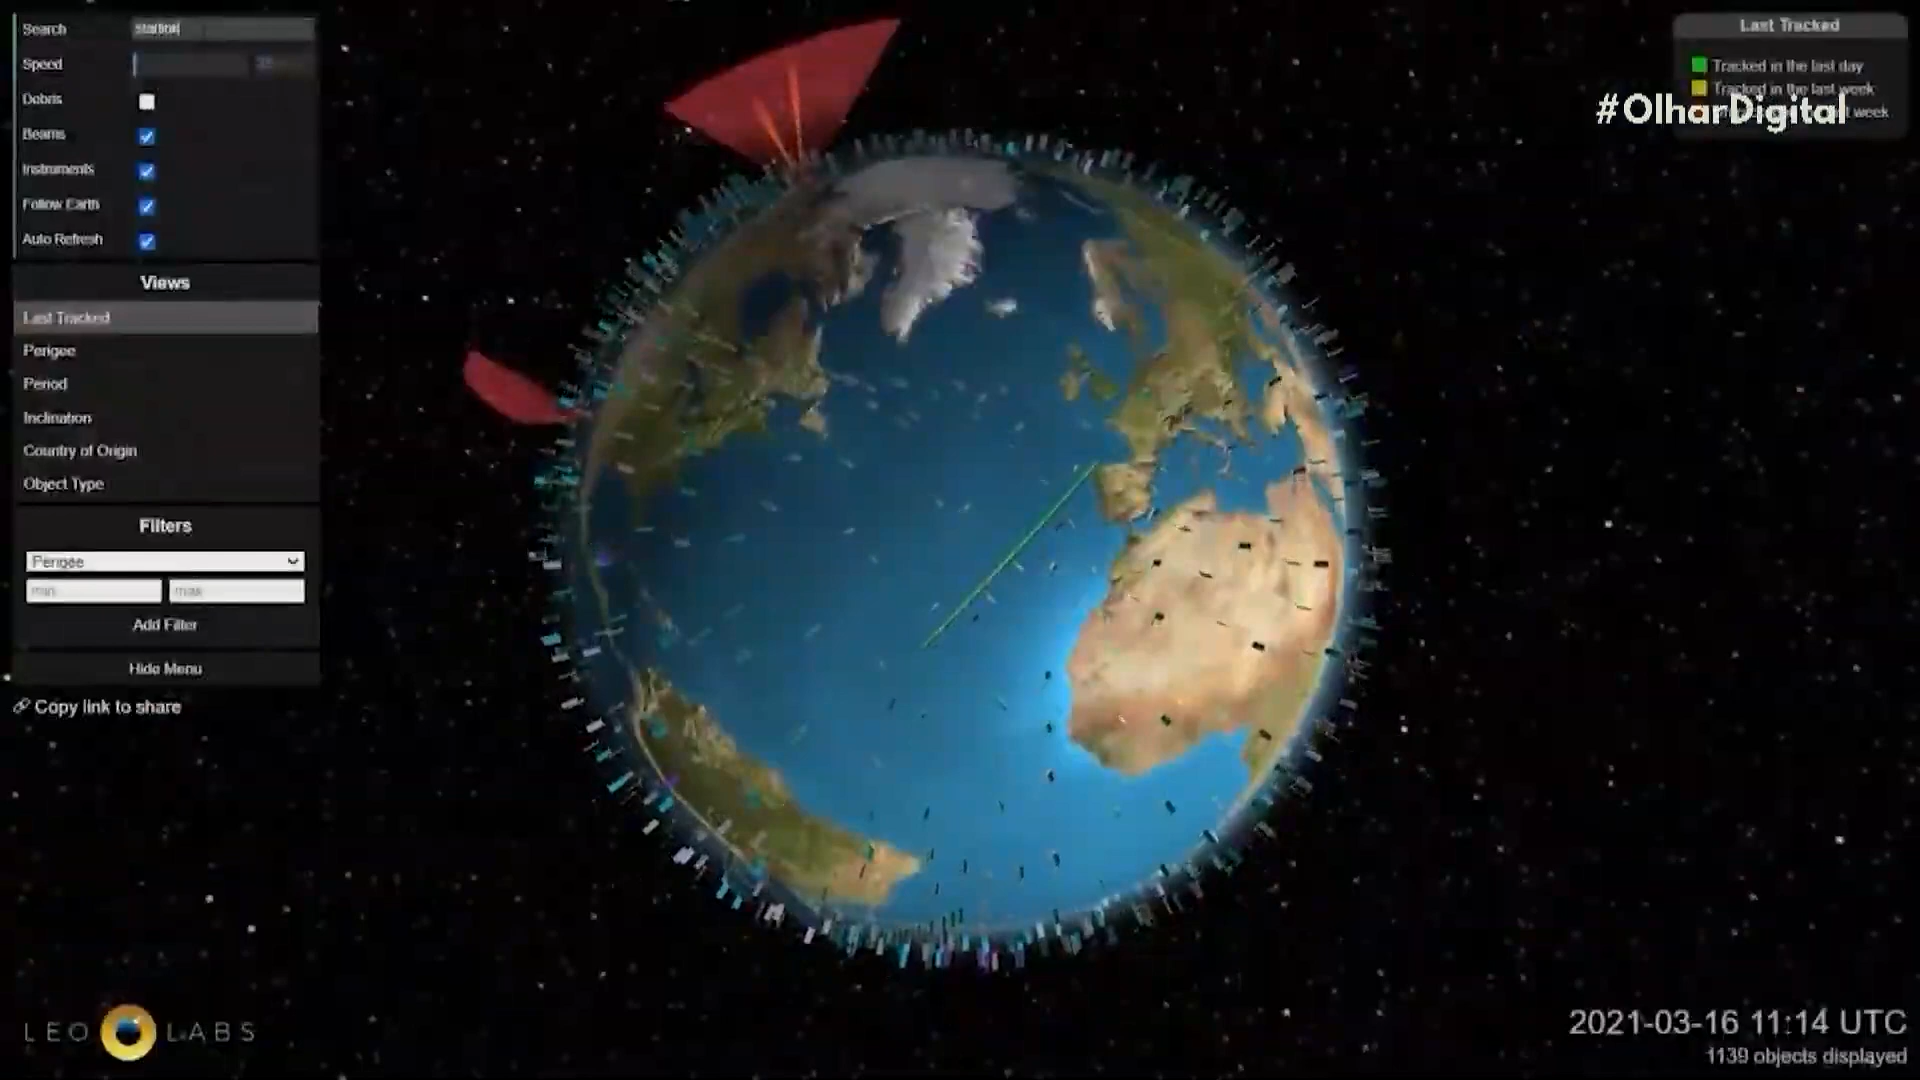 Search starlink
Speed
Debris
Beams
Instruments
Follow Earth
Auto Refresh
Views
Last Tracked
Perigee
Period
Inclination
Country of Origin
Object Type
Filters
Perigee
min max
Add Filter
Hide Menu
Copy link to share
LEO LABS
Last Tracked
Tracked in the last day
Tracked in the last week
#OlharDigital
week
2021-03-16 11:14 UTC
1139 objects displayed